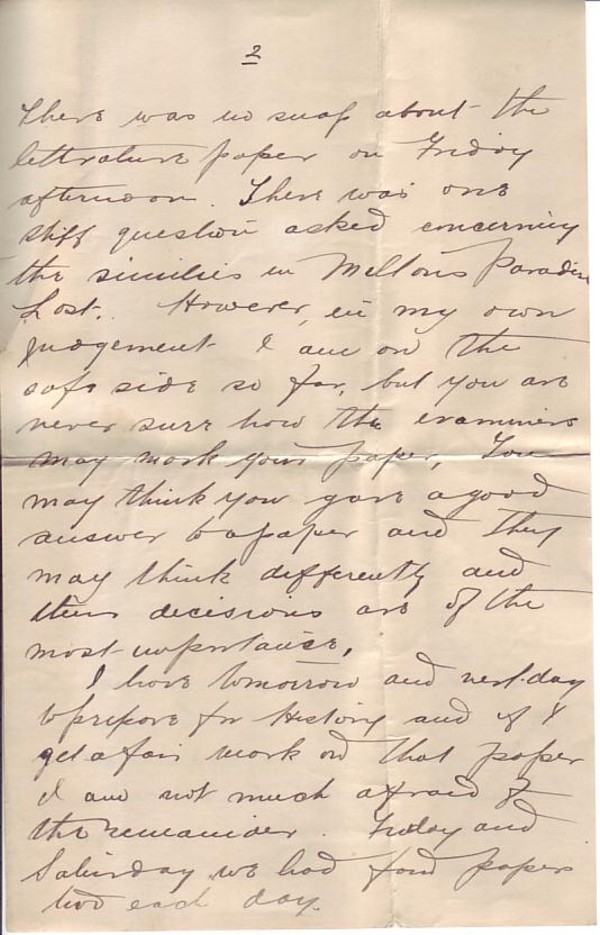 2
There was no snap about the
litterature paper on Friday
afternoon. There was one
stiff question asked concerning
the similies in Miltons Paradise
Lost. However, in my own
judgement I am on the
safe side so far, but you are
never sure how the examiners
may mark your paper, You
may think you gave a good
answer to a paper and they
may think differently and
their decisions are of the
most importance,
I have tomorrow and next day
to prepare for History and if I
get a fair mark on that paper
I am not much afraid of
the remainder. Friday and
Saturday we had four papers
two each day.